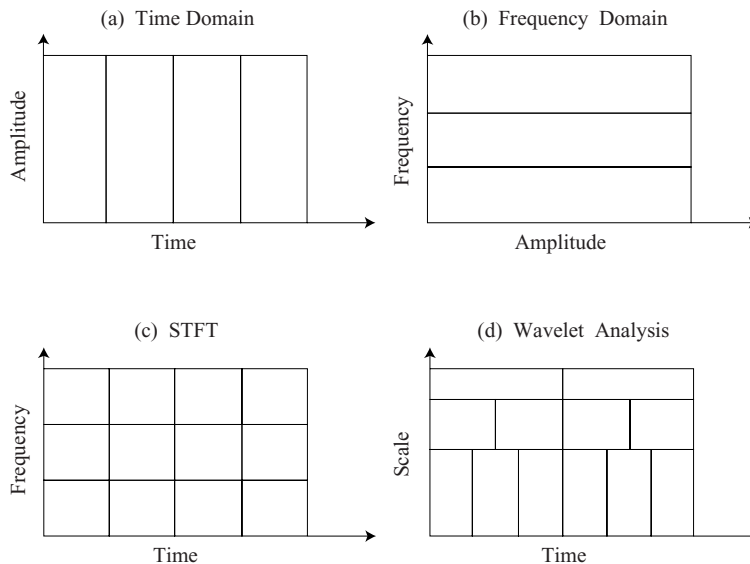 (a) Time Domain
Amplitude
Time
(b) Frequency Domain
Frequency
Amplitude
(c) STFT
Frequency
Time
(d) Wavelet Analysis
Scale
Time